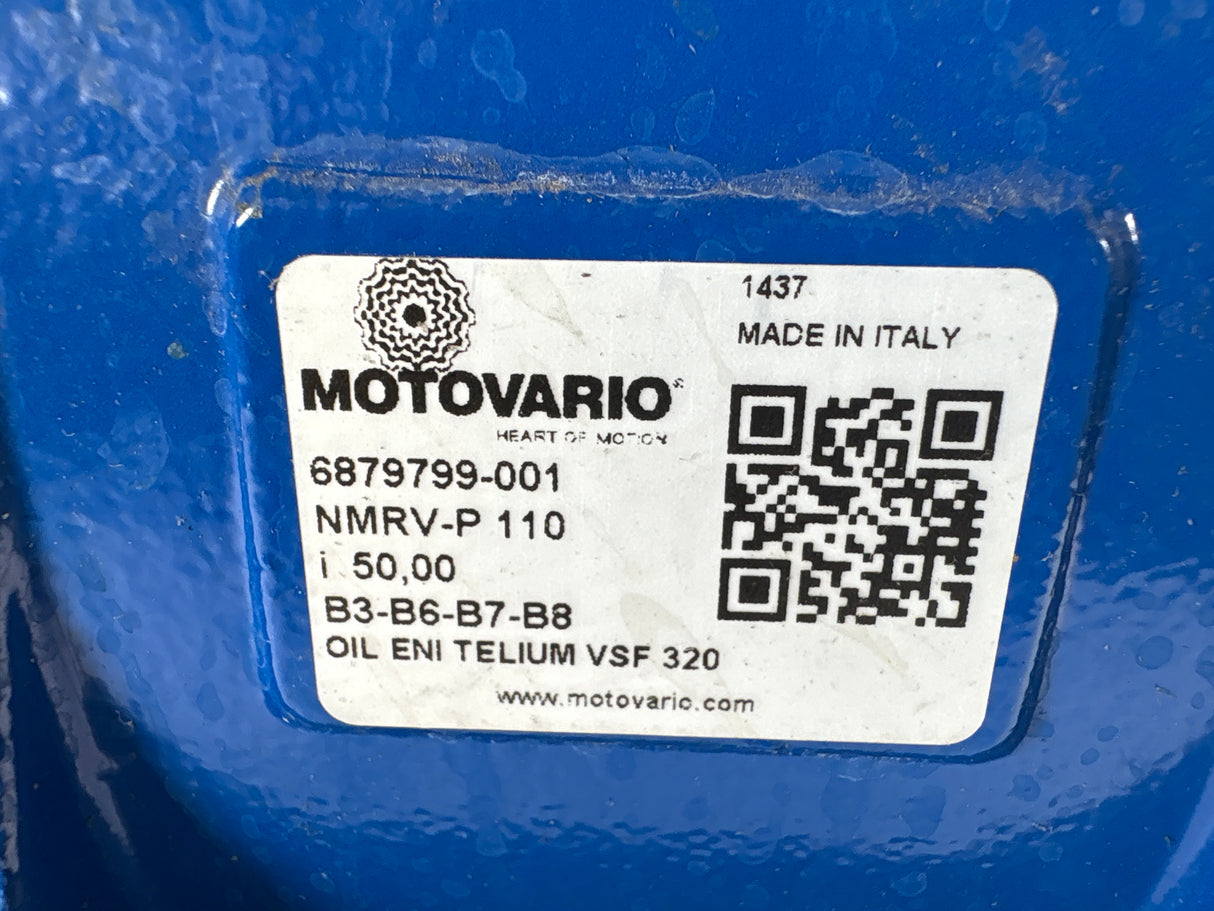 1437
MADE IN ITALY
MOTOVARIO®
HEART OF MOTION
6879799-001
NMRV-P 110
i 50,00
B3-B6-B7-B8
OIL ENI TELIUM VSF 320
www.motovario.com